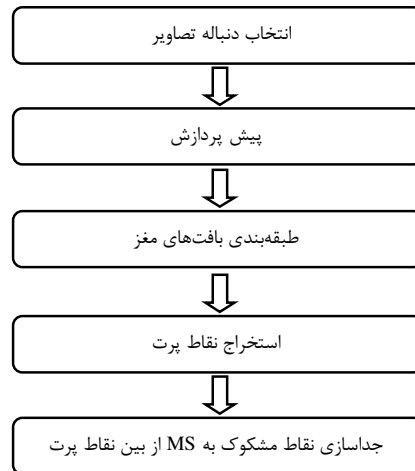 انتخاب دنباله تصاویر
پیش پردازش
طبقه‌بندی بافت‌های مغز
استخراج نقاط پرت
جداسازی نقاط مشکوک به MS از بین نقاط پرت